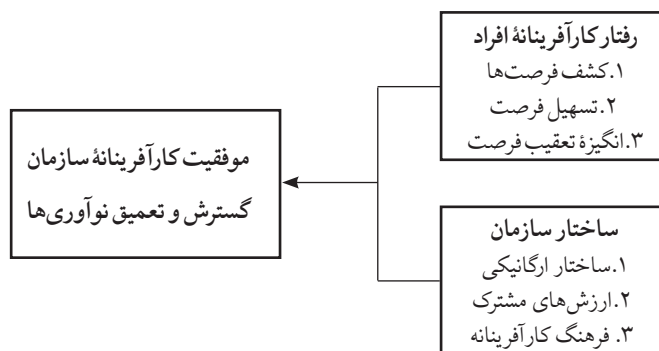 رفتار کارآفرینانهٔ افراد
۱.کشف فرصت‌ها
۲.تسهیل فرصت
۳.انگیزهٔ تعقیب فرصت
موفقیت کارآفرینانهٔ سازمان
گسترش و تعمیق نوآوری‌ها
ساختار سازمان
۱.ساختار ارگانیکی
۲.ارزش‌های مشترک
۳. فرهنگ کارآفرینانه